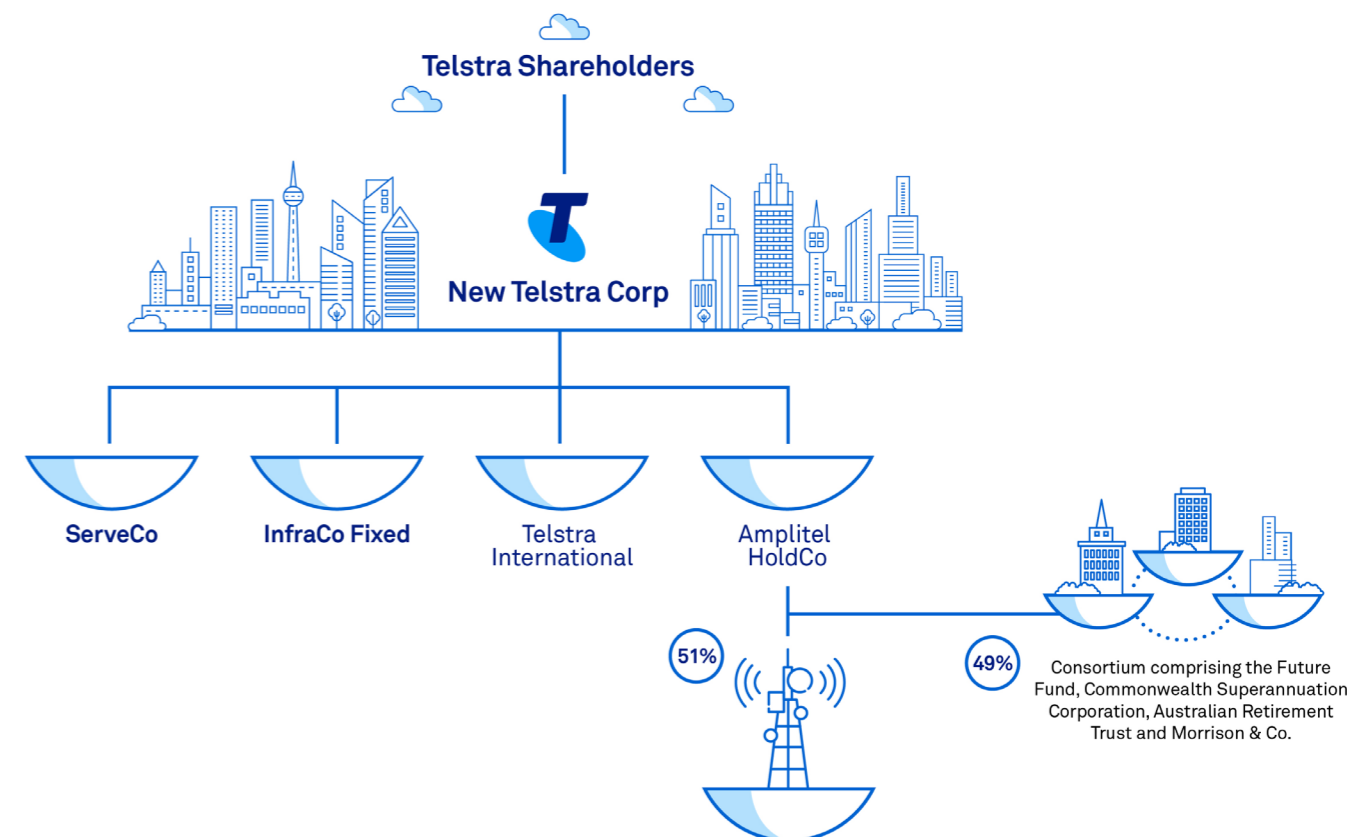 Telstra Shareholders
T
New Telstra Corp
ServeCo
InfraCo Fixed
Telstra
International
Amplitel
HoldCo
51%
49%
Consortium comprising the Future
Fund, Commonwealth Superannuation
Corporation, Australian Retirement
Trust and Morrison & Co.